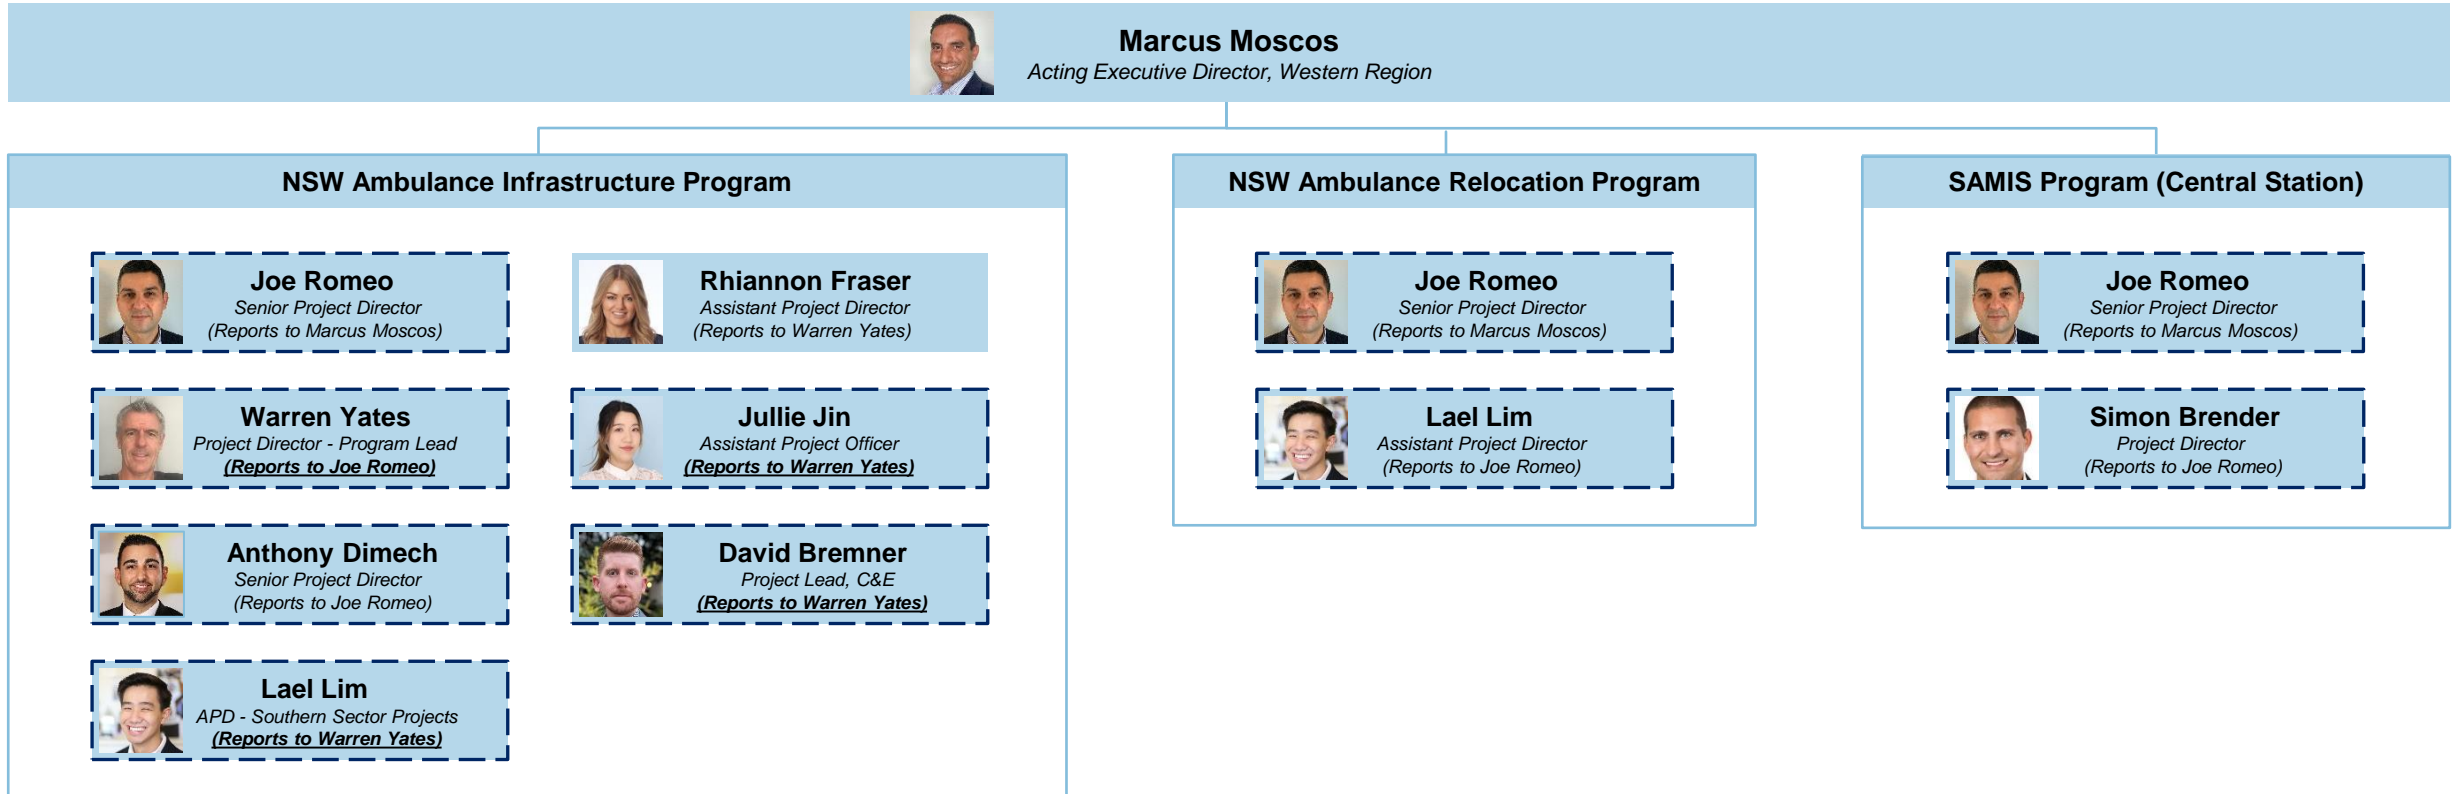 Marcus Moscos
Acting Executive Director, Western Region
NSW Ambulance Infrastructure Program
Joe Romeo
Senior Project Director
(Reports to Marcus Moscos)
Rhiannon Fraser
Assistant Project Director
(Reports to Warren Yates)
Warren Yates
Project Director - Program Lead
(Reports to Joe Romeo)
Jullie Jin
Assistant Project Officer
(Reports to Warren Yates)
Anthony Dimech
Senior Project Director
(Reports to Joe Romeo)
David Bremner
Project Lead, C&E
(Reports to Warren Yates)
Lael Lim
APD - Southern Sector Projects
(Reports to Warren Yates)
NSW Ambulance Relocation Program
Joe Romeo
Senior Project Director
(Reports to Marcus Moscos)
Lael Lim
Assistant Project Director
(Reports to Joe Romeo)
SAMIS Program (Central Station)
Joe Romeo
Senior Project Director
(Reports to Marcus Moscos)
Simon Brender
Project Director
(Reports to Joe Romeo)